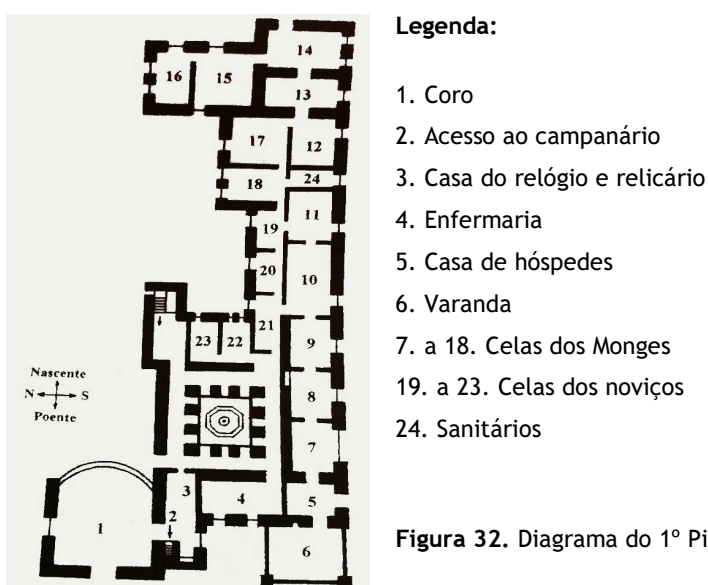 14
16
15
13
17
12
24
18
11
19
20
10
21
23
22
9
8
7
3
4
5
2
1
6
Nascente
N S
Poente
Legenda:
1. Coro
2. Acesso ao campanário
3. Casa do relógio e relicário
4. Enfermaria
5. Casa de hóspedes
6. Varanda
7. a 18. Celas dos Monges
19. a 23. Celas dos noviços
24. Sanitários
Figura 32. Diagrama do 1º Pi